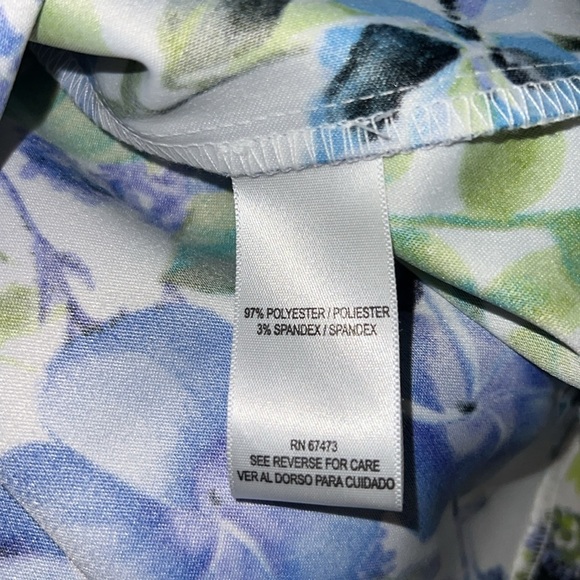 97% POLYESTER / POLIESTER
3% SPANDEX / SPANDEX
RN 67473
SEE REVERSE FOR CARE
VER AL DORSO PARA CUIDADO